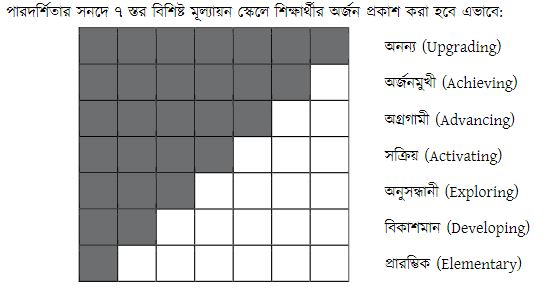 পারদর্শিতার সনদে ৭ স্তর বিশিষ্ট মূল্যায়ন স্কেলে শিক্ষার্থীর অর্জন প্রকাশ করা হবে এভাবে:
অনন্য (Upgrading)
অর্জনমুখী (Achieving)
অগ্রগামী (Advancing)
সক্রিয় (Activating)
অনুসন্ধানী (Exploring)
বিকাশমান (Developing)
প্রারম্ভিক (Elementary)